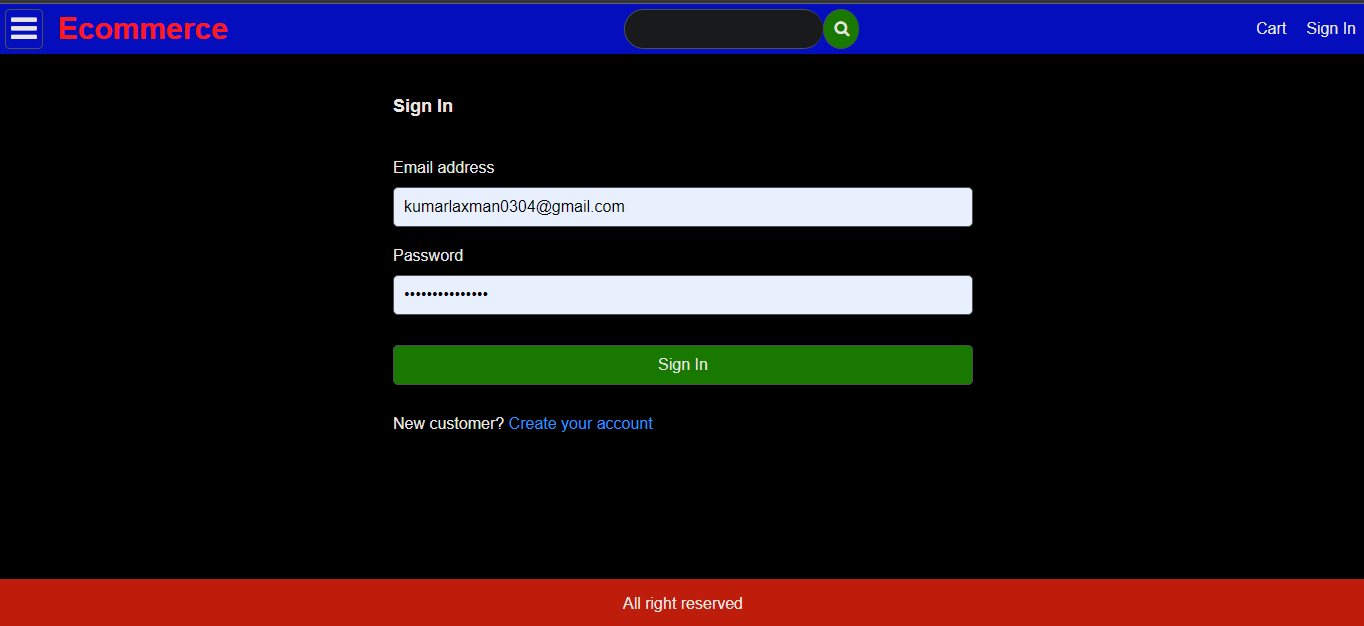 Ecommerce
Cart
Sign In
Sign In
Email address
kumarlaxman0304@gmail.com
Password
•••••••••••••••
Sign In
New customer? Create your account
All right reserved